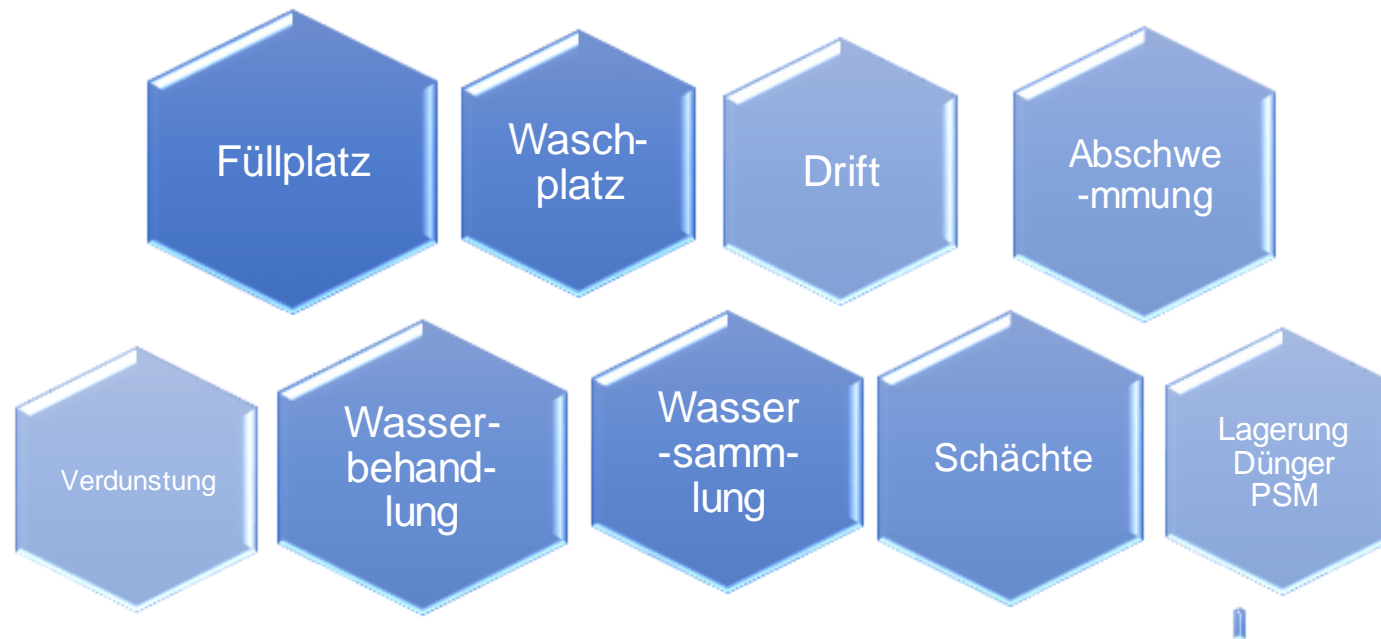 Füllplatz
Wasch-
platz
Drift
Abschwe
-mmung
Verdunstung
Wasser-
behand-
lung
Wasser
-samm-
lung
Schächte
Lagerung
Dünger
PSM